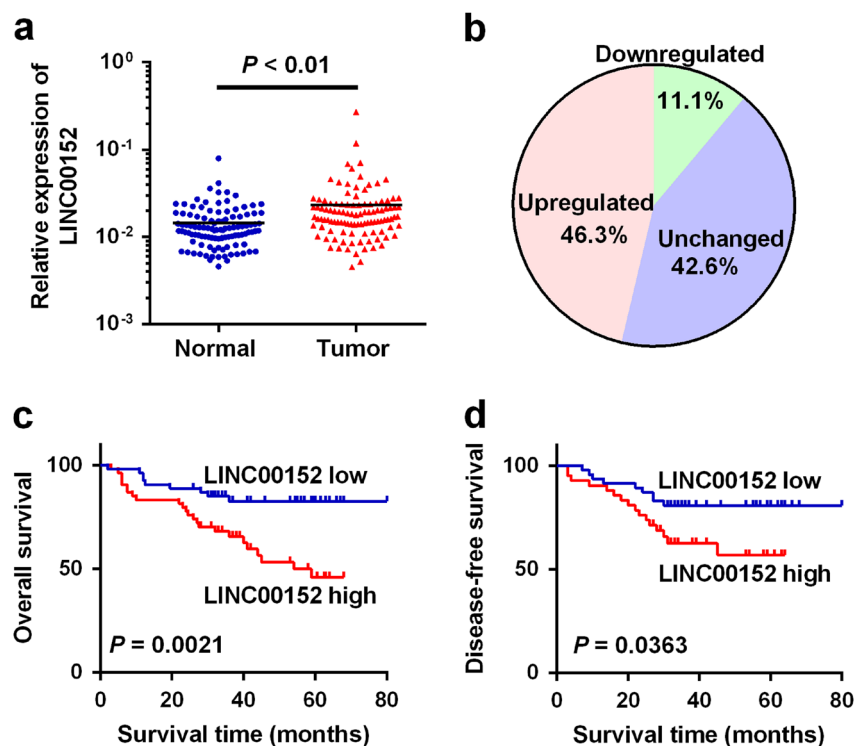 a
Relative expression of
LINC00152
10⁰
10⁻¹
10⁻²
10⁻³
P < 0.01
Normal
Tumor
b
Downregulated
11.1%
Upregulated
46.3%
Unchanged
42.6%
c
Overall survival
100
50
0
LINC00152 low
LINC00152 high
P = 0.0021
0 20 40 60 80
Survival time (months)
d
Disease-free survival
100
50
0
LINC00152 low
LINC00152 high
P = 0.0363
0 20 40 60 80
Survival time (months)